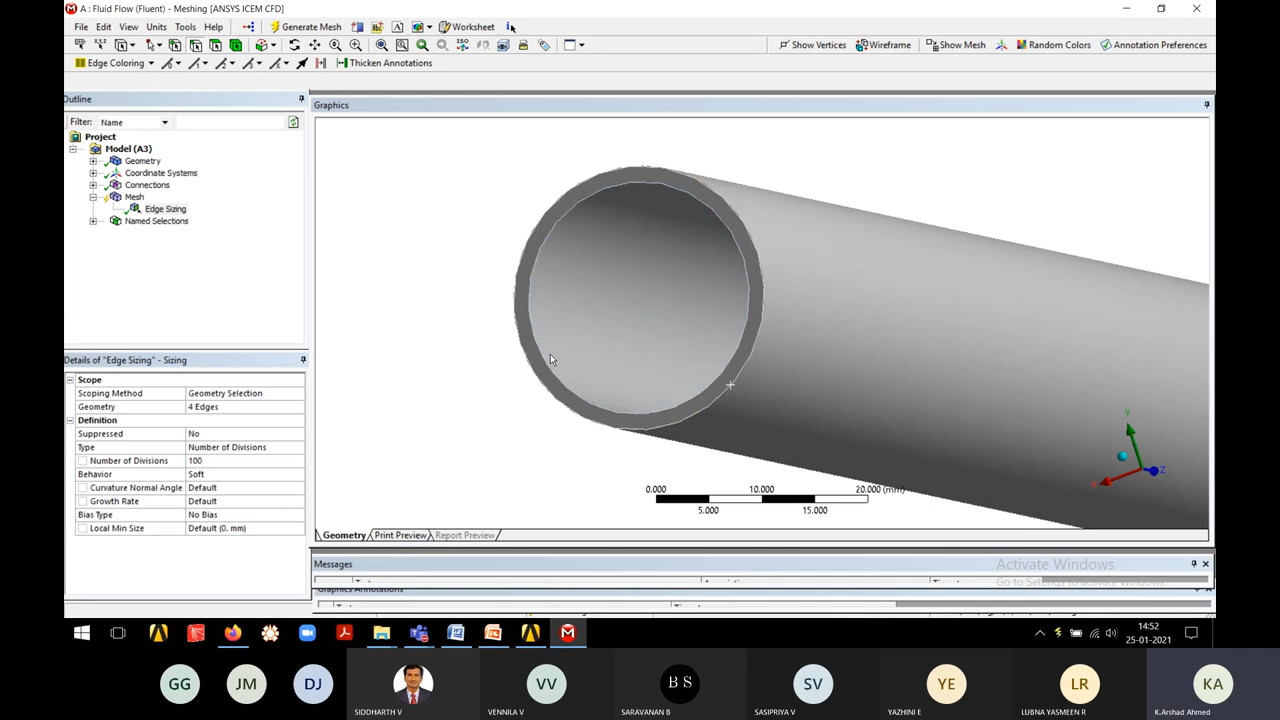 A : Fluid Flow (Fluent) - Meshing [ANSYS ICEM CFD]
File Edit View Units Tools Help Generate Mesh A Worksheet i
Show Vertices Wireframe Show Mesh Random Colors Annotation Preferences
Edge Coloring Thicken Annotations
Outline
Filter: Name
Project
Model (A3)
Geometry
Coordinate Systems
Connections
Mesh
Edge Sizing
Named Selections
Details of "Edge Sizing" - Sizing
Scope
Scoping Method Geometry Selection
Geometry 4 Edges
Definition
Suppressed No
Type Number of Divisions
Number of Divisions 100
Behavior Soft
Curvature Normal Angle Default
Growth Rate Default
Bias Type No Bias
Local Min Size Default (0. mm)
Graphics
Y
X
Z
0.000 10.000 20.000 (mm)
5.000 15.000
Geometry Print Preview Report Preview
Messages
Activate Windows
Go to Settings to activate Windows.
Graphics Annotations
14:52
25-01-2021
GG JM DJ VV B S SV YE LR KA
SIDDHARTH V VENNILA V SARAVANAN B SASIPRIYA V YAZHINI E LUBNA YASMEEN R K.Arshad Ahmed